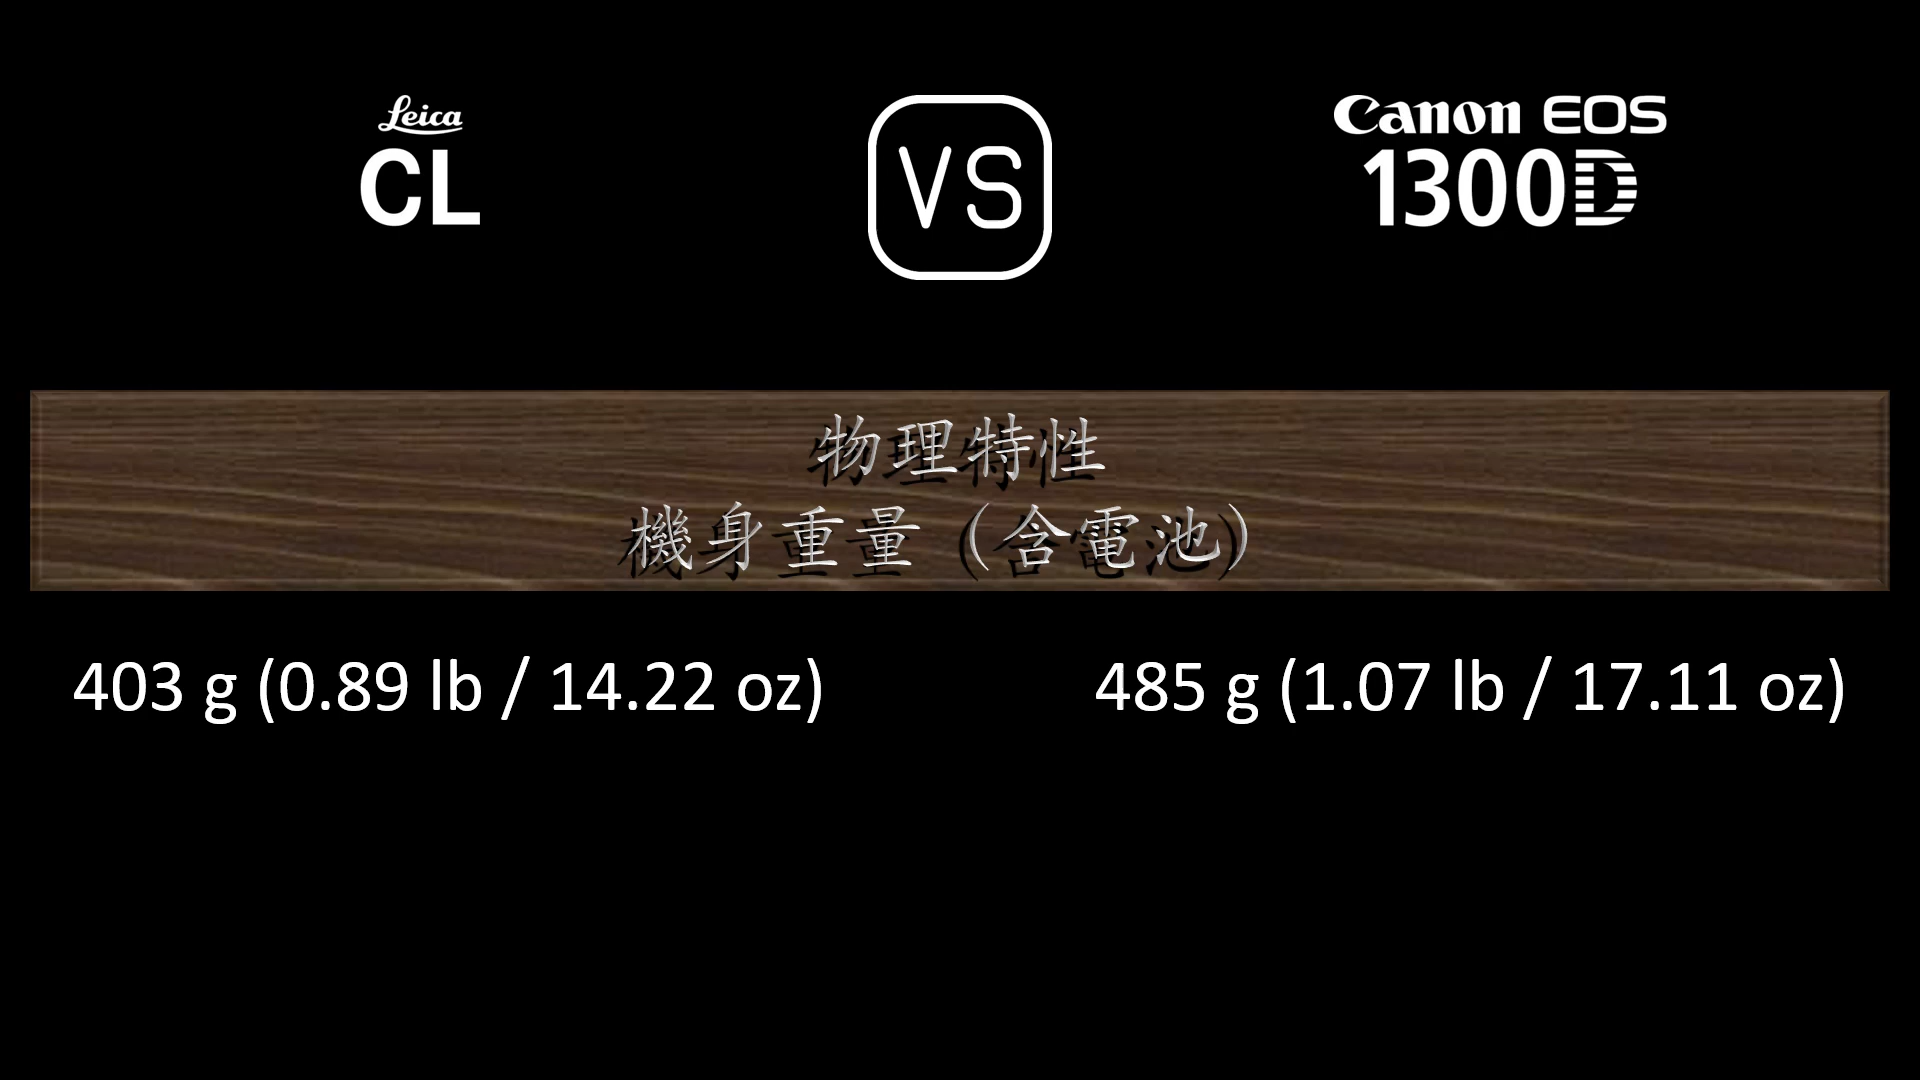 Leica
CL
VS
Canon EOS
1300D
物理特性
機身重量（含電池）
403 g (0.89 lb / 14.22 oz)
485 g (1.07 lb / 17.11 oz)